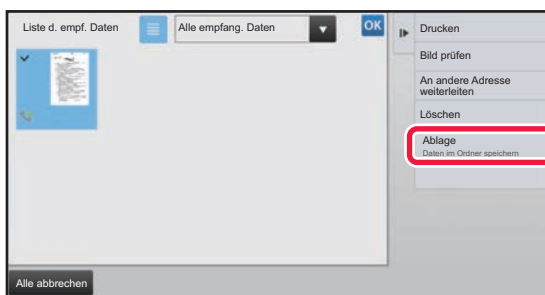 Liste d. empf. Daten
Alle empfang. Daten
OK
Drucken
Bild prüfen
An andere Adresse
weiterleiten
Löschen
Ablage
Daten im Ordner speichern
Alle abbrechen